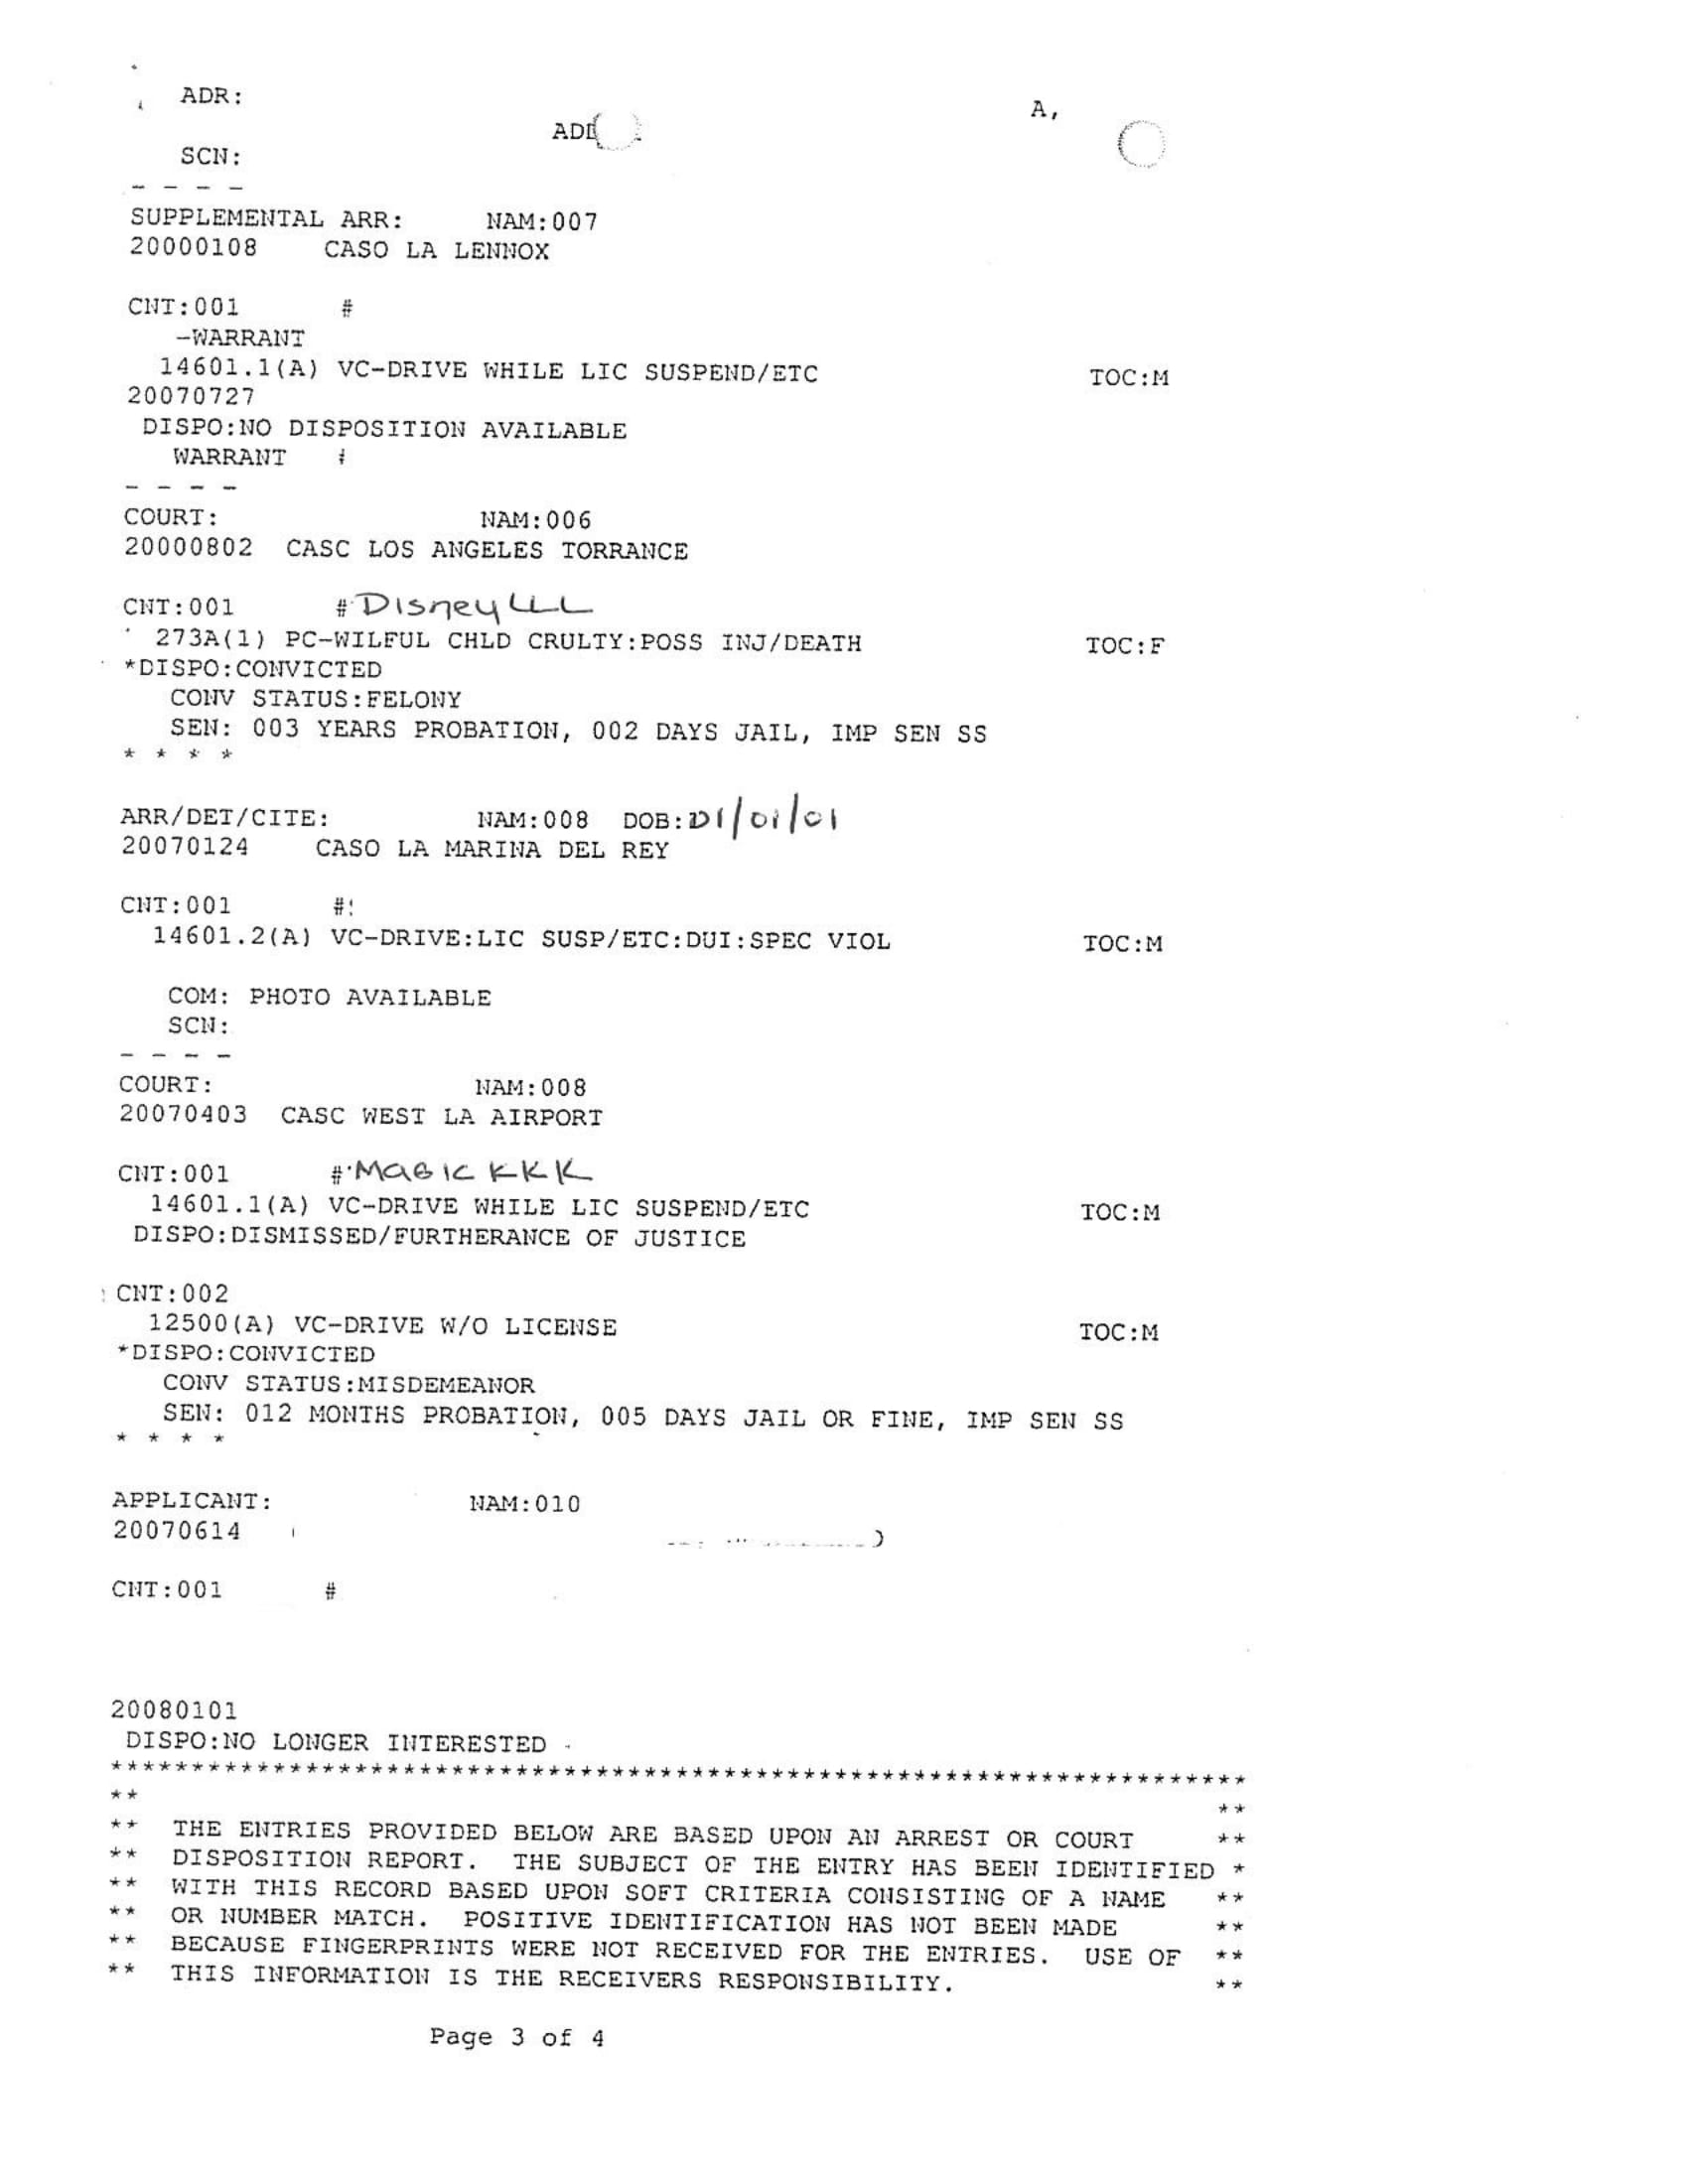 ADR:
A,
ADD
SCN:
- - - -
SUPPLEMENTAL ARR: NAM:007
20000108 CASO LA LENNOX
CNT:001 #
-WARRANT
14601.1(A) VC-DRIVE WHILE LIC SUSPEND/ETC TOC:M
20070727
DISPO:NO DISPOSITION AVAILABLE
WARRANT #
- - - -
COURT: NAM:006
20000802 CASC LOS ANGELES TORRANCE
CNT:001 #DisneyLLL
273A(1) PC-WILFUL CHLD CRULTY:POSS INJ/DEATH TOC:F
*DISPO:CONVICTED
CONV STATUS:FELONY
SEN: 003 YEARS PROBATION, 002 DAYS JAIL, IMP SEN SS
* * * *
ARR/DET/CITE: NAM:008 DOB:01/01/01
20070124 CASO LA MARINA DEL REY
CNT:001 #
14601.2(A) VC-DRIVE:LIC SUSP/ETC:DUI:SPEC VIOL TOC:M
COM: PHOTO AVAILABLE
SCN:
- - - -
COURT: NAM:008
20070403 CASC WEST LA AIRPORT
CNT:001 #MAGICKKK
14601.1(A) VC-DRIVE WHILE LIC SUSPEND/ETC TOC:M
DISPO:DISMISSED/FURTHERANCE OF JUSTICE
CNT:002
12500(A) VC-DRIVE W/O LICENSE TOC:M
*DISPO:CONVICTED
CONV STATUS:MISDEMEANOR
SEN: 012 MONTHS PROBATION, 005 DAYS JAIL OR FINE, IMP SEN SS
* * * *
APPLICANT: NAM:010
20070614
CNT:001 #
20080101
DISPO:NO LONGER INTERESTED
**********************************************************************
** **
** THE ENTRIES PROVIDED BELOW ARE BASED UPON AN ARREST OR COURT **
** DISPOSITION REPORT. THE SUBJECT OF THE ENTRY HAS BEEN IDENTIFIED *
** WITH THIS RECORD BASED UPON SOFT CRITERIA CONSISTING OF A NAME **
** OR NUMBER MATCH. POSITIVE IDENTIFICATION HAS NOT BEEN MADE **
** BECAUSE FINGERPRINTS WERE NOT RECEIVED FOR THE ENTRIES. USE OF **
** THIS INFORMATION IS THE RECEIVERS RESPONSIBILITY. **
Page 3 of 4